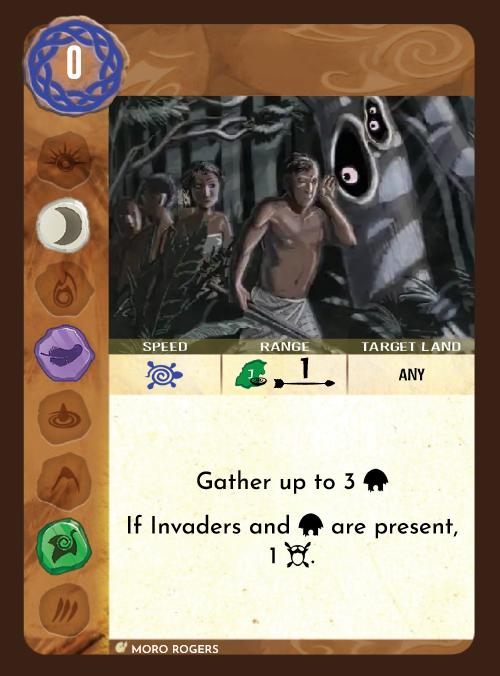 0
SPEED RANGE TARGET LAND
1 1 ANY
Gather up to 3
If Invaders and are present,
1 .
MORO ROGERS